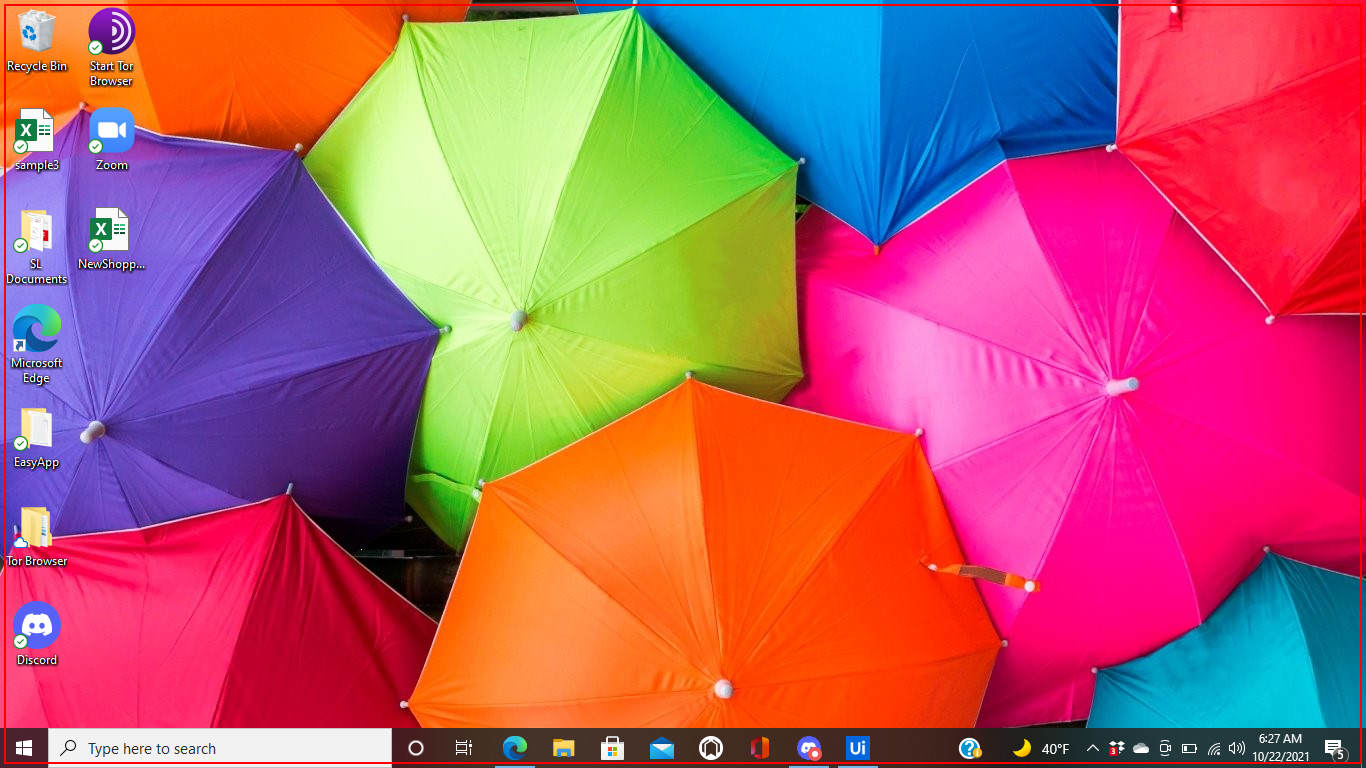 Recycle Bin
Start Tor
Browser
sample3
Zoom
SL
Documents
NewShopp...
Microsoft
Edge
EasyApp
Tor Browser
Discord
Type here to search
Ui
40°F
3
6:27 AM
10/22/2021
5